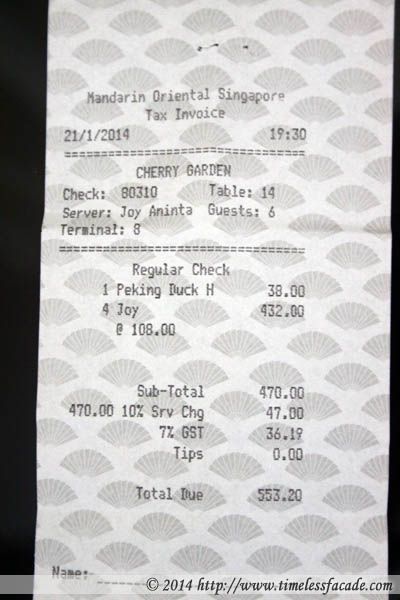 Mandarin Oriental Singapore
Tax Invoice
21/1/2014 19:30
================================
CHERRY GARDEN
Check: 80310 Table: 14
Server: Joy Aninta Guests: 6
Terminal: 8
================================
Regular Check
1 Peking Duck H 38.00
4 Joy 432.00
@ 108.00
Sub-Total 470.00
470.00 10% Srv Chg 47.00
7% GST 36.19
Tips 0.00
Total Due 553.20
Name:
© 2014 http://www.timelessfacade.com